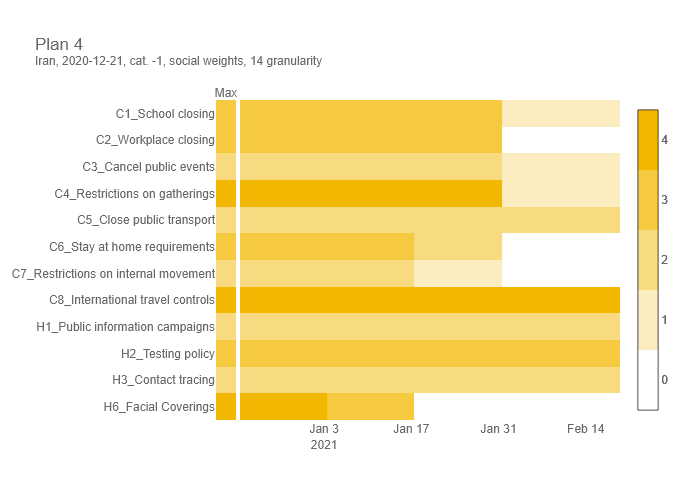 Plan 4
Iran, 2020-12-21, cat. -1, social weights, 14 granularity
Max
C1_School closing
C2_Workplace closing
C3_Cancel public events
C4_Restrictions on gatherings
C5_Close public transport
C6_Stay at home requirements
C7_Restrictions on internal movement
C8_International travel controls
H1_Public information campaigns
H2_Testing policy
H3_Contact tracing
H6_Facial Coverings
Jan 3 Jan 17 Jan 31 Feb 14
2021
4
3
2
1
0